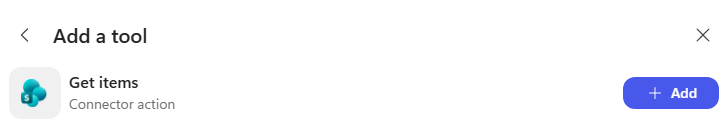 Add a tool
Get items
Connector action
Add